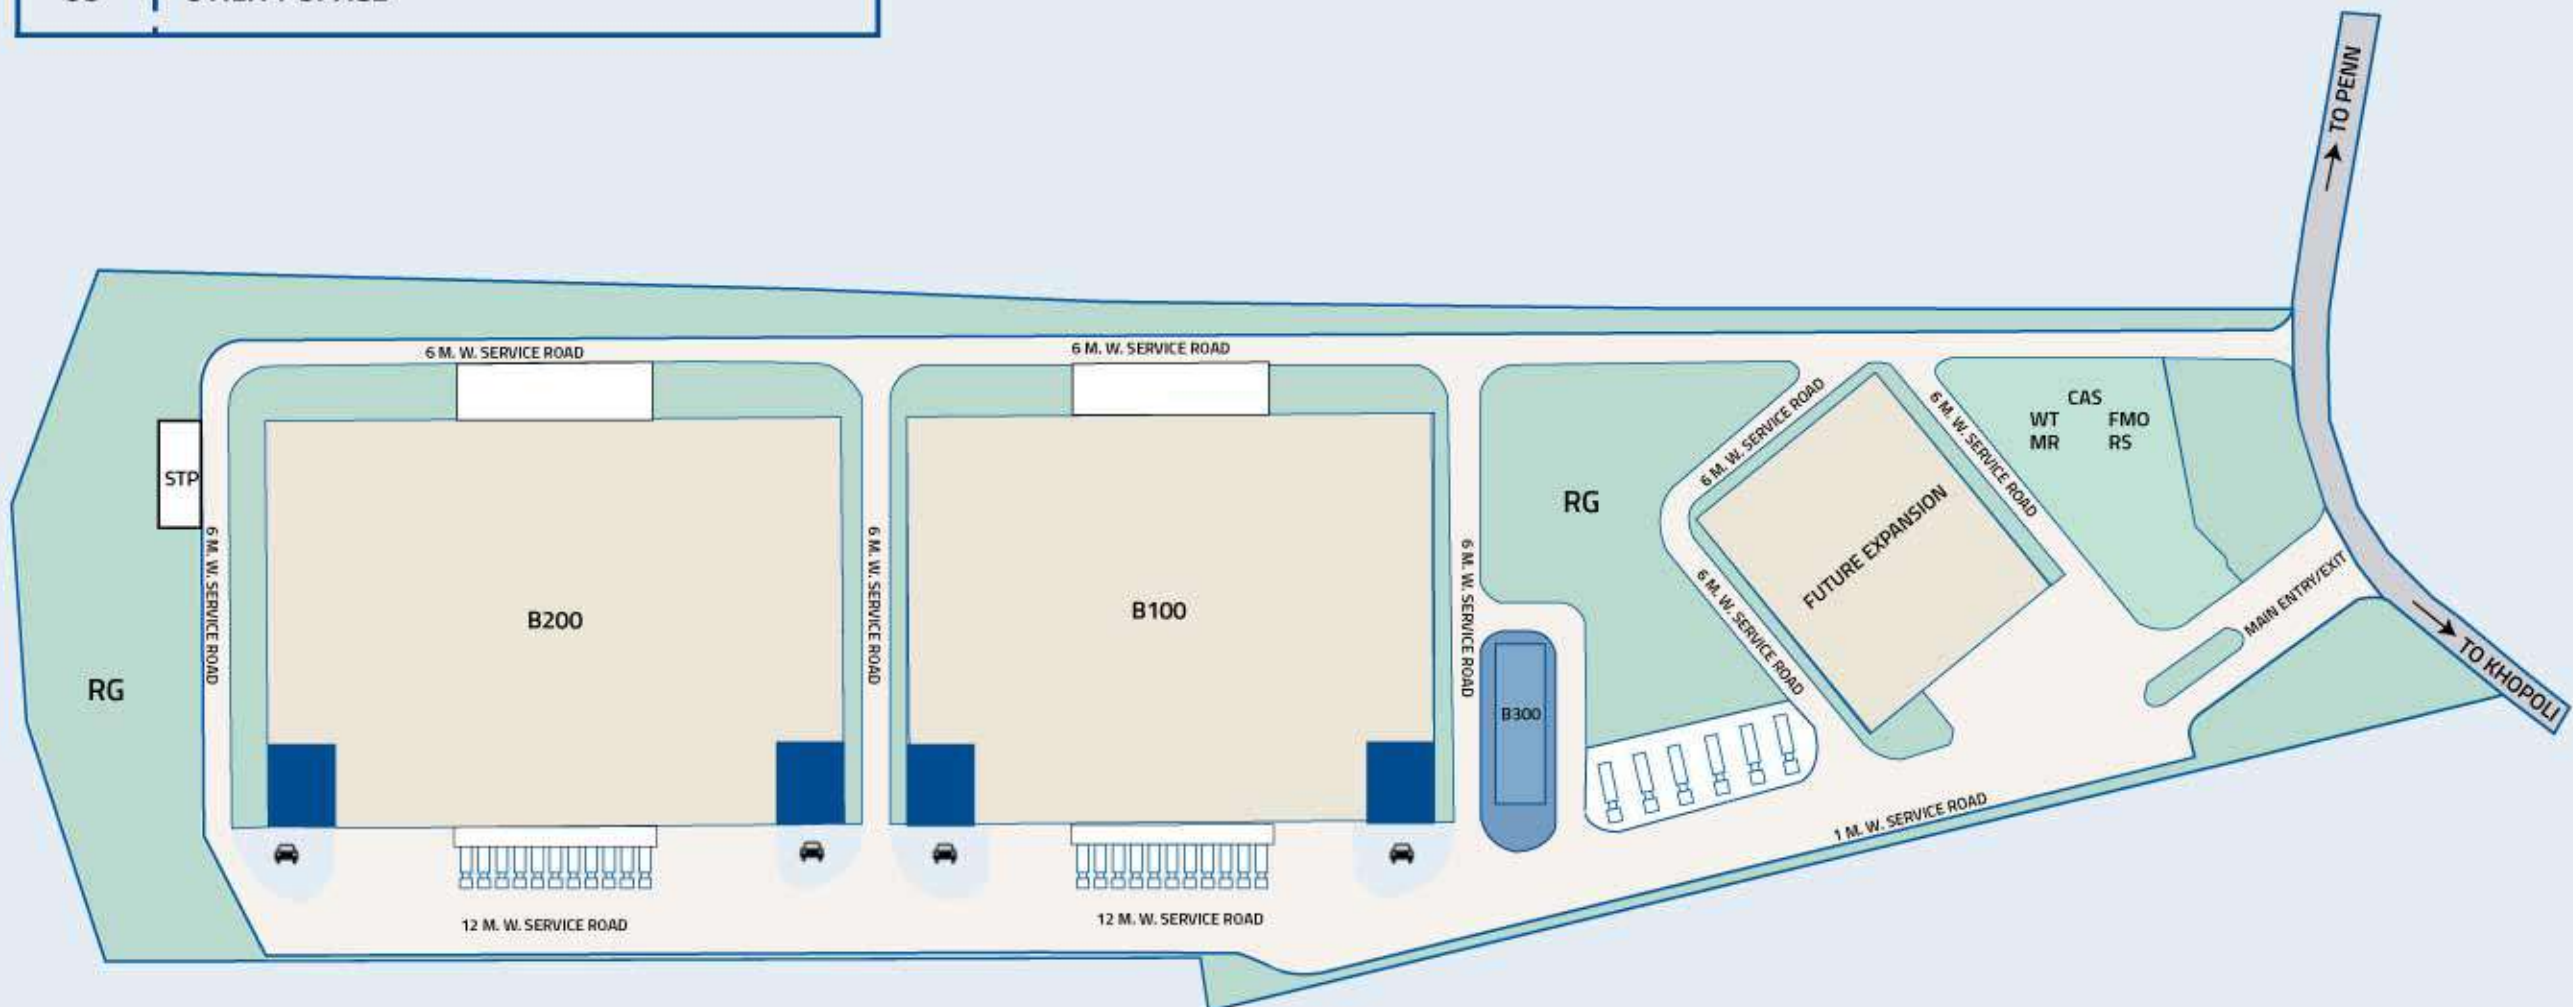 TO PENN
6 M. W. SERVICE ROAD
6 M. W. SERVICE ROAD
CAS
WT FMO
MR RS
6 M. W. SERVICE ROAD
6 M. W. SERVICE ROAD
STP
RG
FUTURE EXPANSION
6 M. W. SERVICE ROAD
6 M. W. SERVICE ROAD
6 M. W. SERVICE ROAD
6 M. W. SERVICE ROAD
B200
B100
MAIN ENTRY/EXIT
RG
B300
TO KHOPOLI
1 M. W. SERVICE ROAD
12 M. W. SERVICE ROAD
12 M. W. SERVICE ROAD